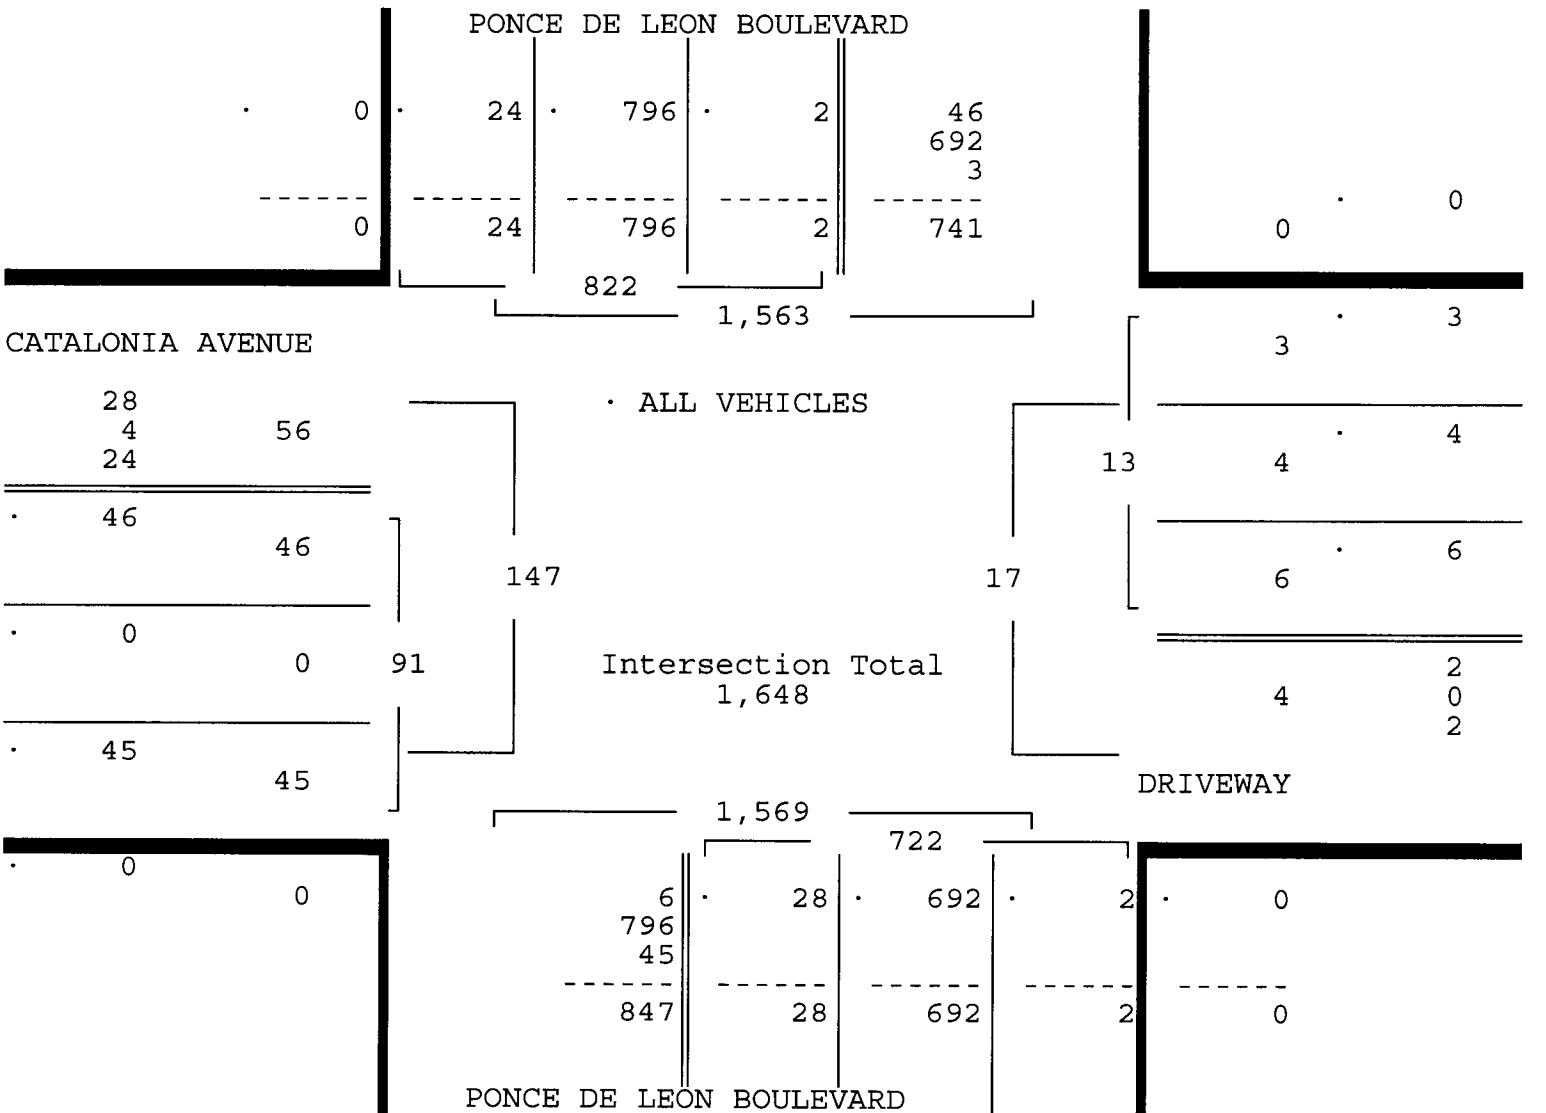 PONCE DE LEON BOULEVARD
· 0 · 24 · 796 · 2 46
692
3
------ ------ ------ ------ ------ · 0
0 24 796 2 741 0
822
1,563 · 3
CATALONIA AVENUE 3
28 · ALL VEHICLES
4 56 · 4
24 13 4
· 46
46 · 6
147 17 6
· 0
0 91 Intersection Total 2
1,648 4 0
2
· 45
45 DRIVEWAY
1,569
722
· 0
0 6 · 28 · 692 · 2 · 0
796
45
------ ------ ------ ------ ------
847 28 692 2 0
PONCE DE LEON BOULEVARD